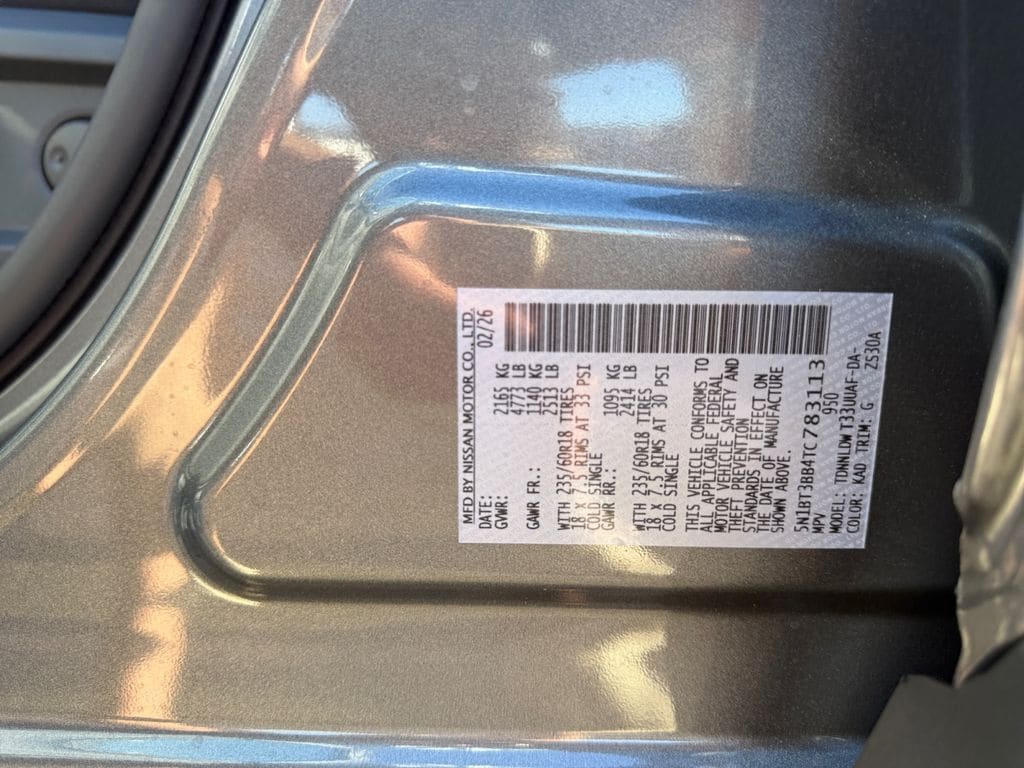 MFD BY NISSAN MOTOR CO., LTD.
DATE: 02/26
GVWR: 2165 KG
4773 LB
GAWR FR.: 1140 KG
2513 LB
WITH 235/60R18 TIRES
18 X 7.5 RIMS AT 33 PSI
COLD SINGLE
GAWR RR.: 1095 KG
2414 LB
WITH 235/60R18 TIRES
18 X 7.5 RIMS AT 30 PSI
COLD SINGLE
THIS VEHICLE CONFORMS TO
ALL APPLICABLE FEDERAL
MOTOR VEHICLE SAFETY AND
THEFT PREVENTION
STANDARDS IN EFFECT ON
THE DATE OF MANUFACTURE
SHOWN ABOVE.
5N1BT3BB4TC783113
MPV 950
MODEL: TDNNLDW T33UUAF-DA-
COLOR: KAD TRIM: G ZS30A